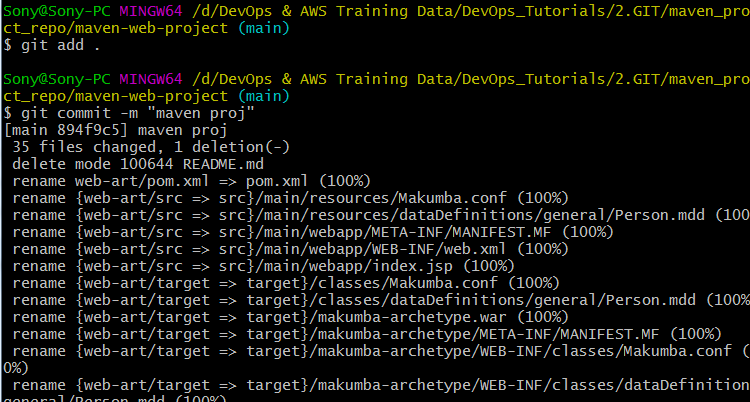 Sony@Sony-PC MINGW64 /d/DevOps & AWS Training Data/DevOps_Tutorials/2.GIT/maven_pro
ct_repo/maven-web-project (main)
$ git add .
Sony@Sony-PC MINGW64 /d/DevOps & AWS Training Data/DevOps_Tutorials/2.GIT/maven_pro
ct_repo/maven-web-project (main)
$ git commit -m "maven proj"
[main 894f9c5] maven proj
35 files changed, 1 deletion(-)
delete mode 100644 README.md
rename web-art/pom.xml => pom.xml (100%)
rename {web-art/src => src}/main/resources/Makumba.conf (100%)
rename {web-art/src => src}/main/resources/dataDefinitions/general/Person.mdd (100
rename {web-art/src => src}/main/webapp/META-INF/MANIFEST.MF (100%)
rename {web-art/src => src}/main/webapp/WEB-INF/web.xml (100%)
rename {web-art/src => src}/main/webapp/index.jsp (100%)
rename {web-art/target => target}/classes/Makumba.conf (100%)
rename {web-art/target => target}/classes/dataDefinitions/general/Person.mdd (100%
rename {web-art/target => target}/makumba-archetype.war (100%)
rename {web-art/target => target}/makumba-archetype/META-INF/MANIFEST.MF (100%)
rename {web-art/target => target}/makumba-archetype/WEB-INF/classes/Makumba.conf (
0%)
rename {web-art/target => target}/makumba-archetype/WEB-INF/classes/dataDefinition
general/Person.mdd (100%)